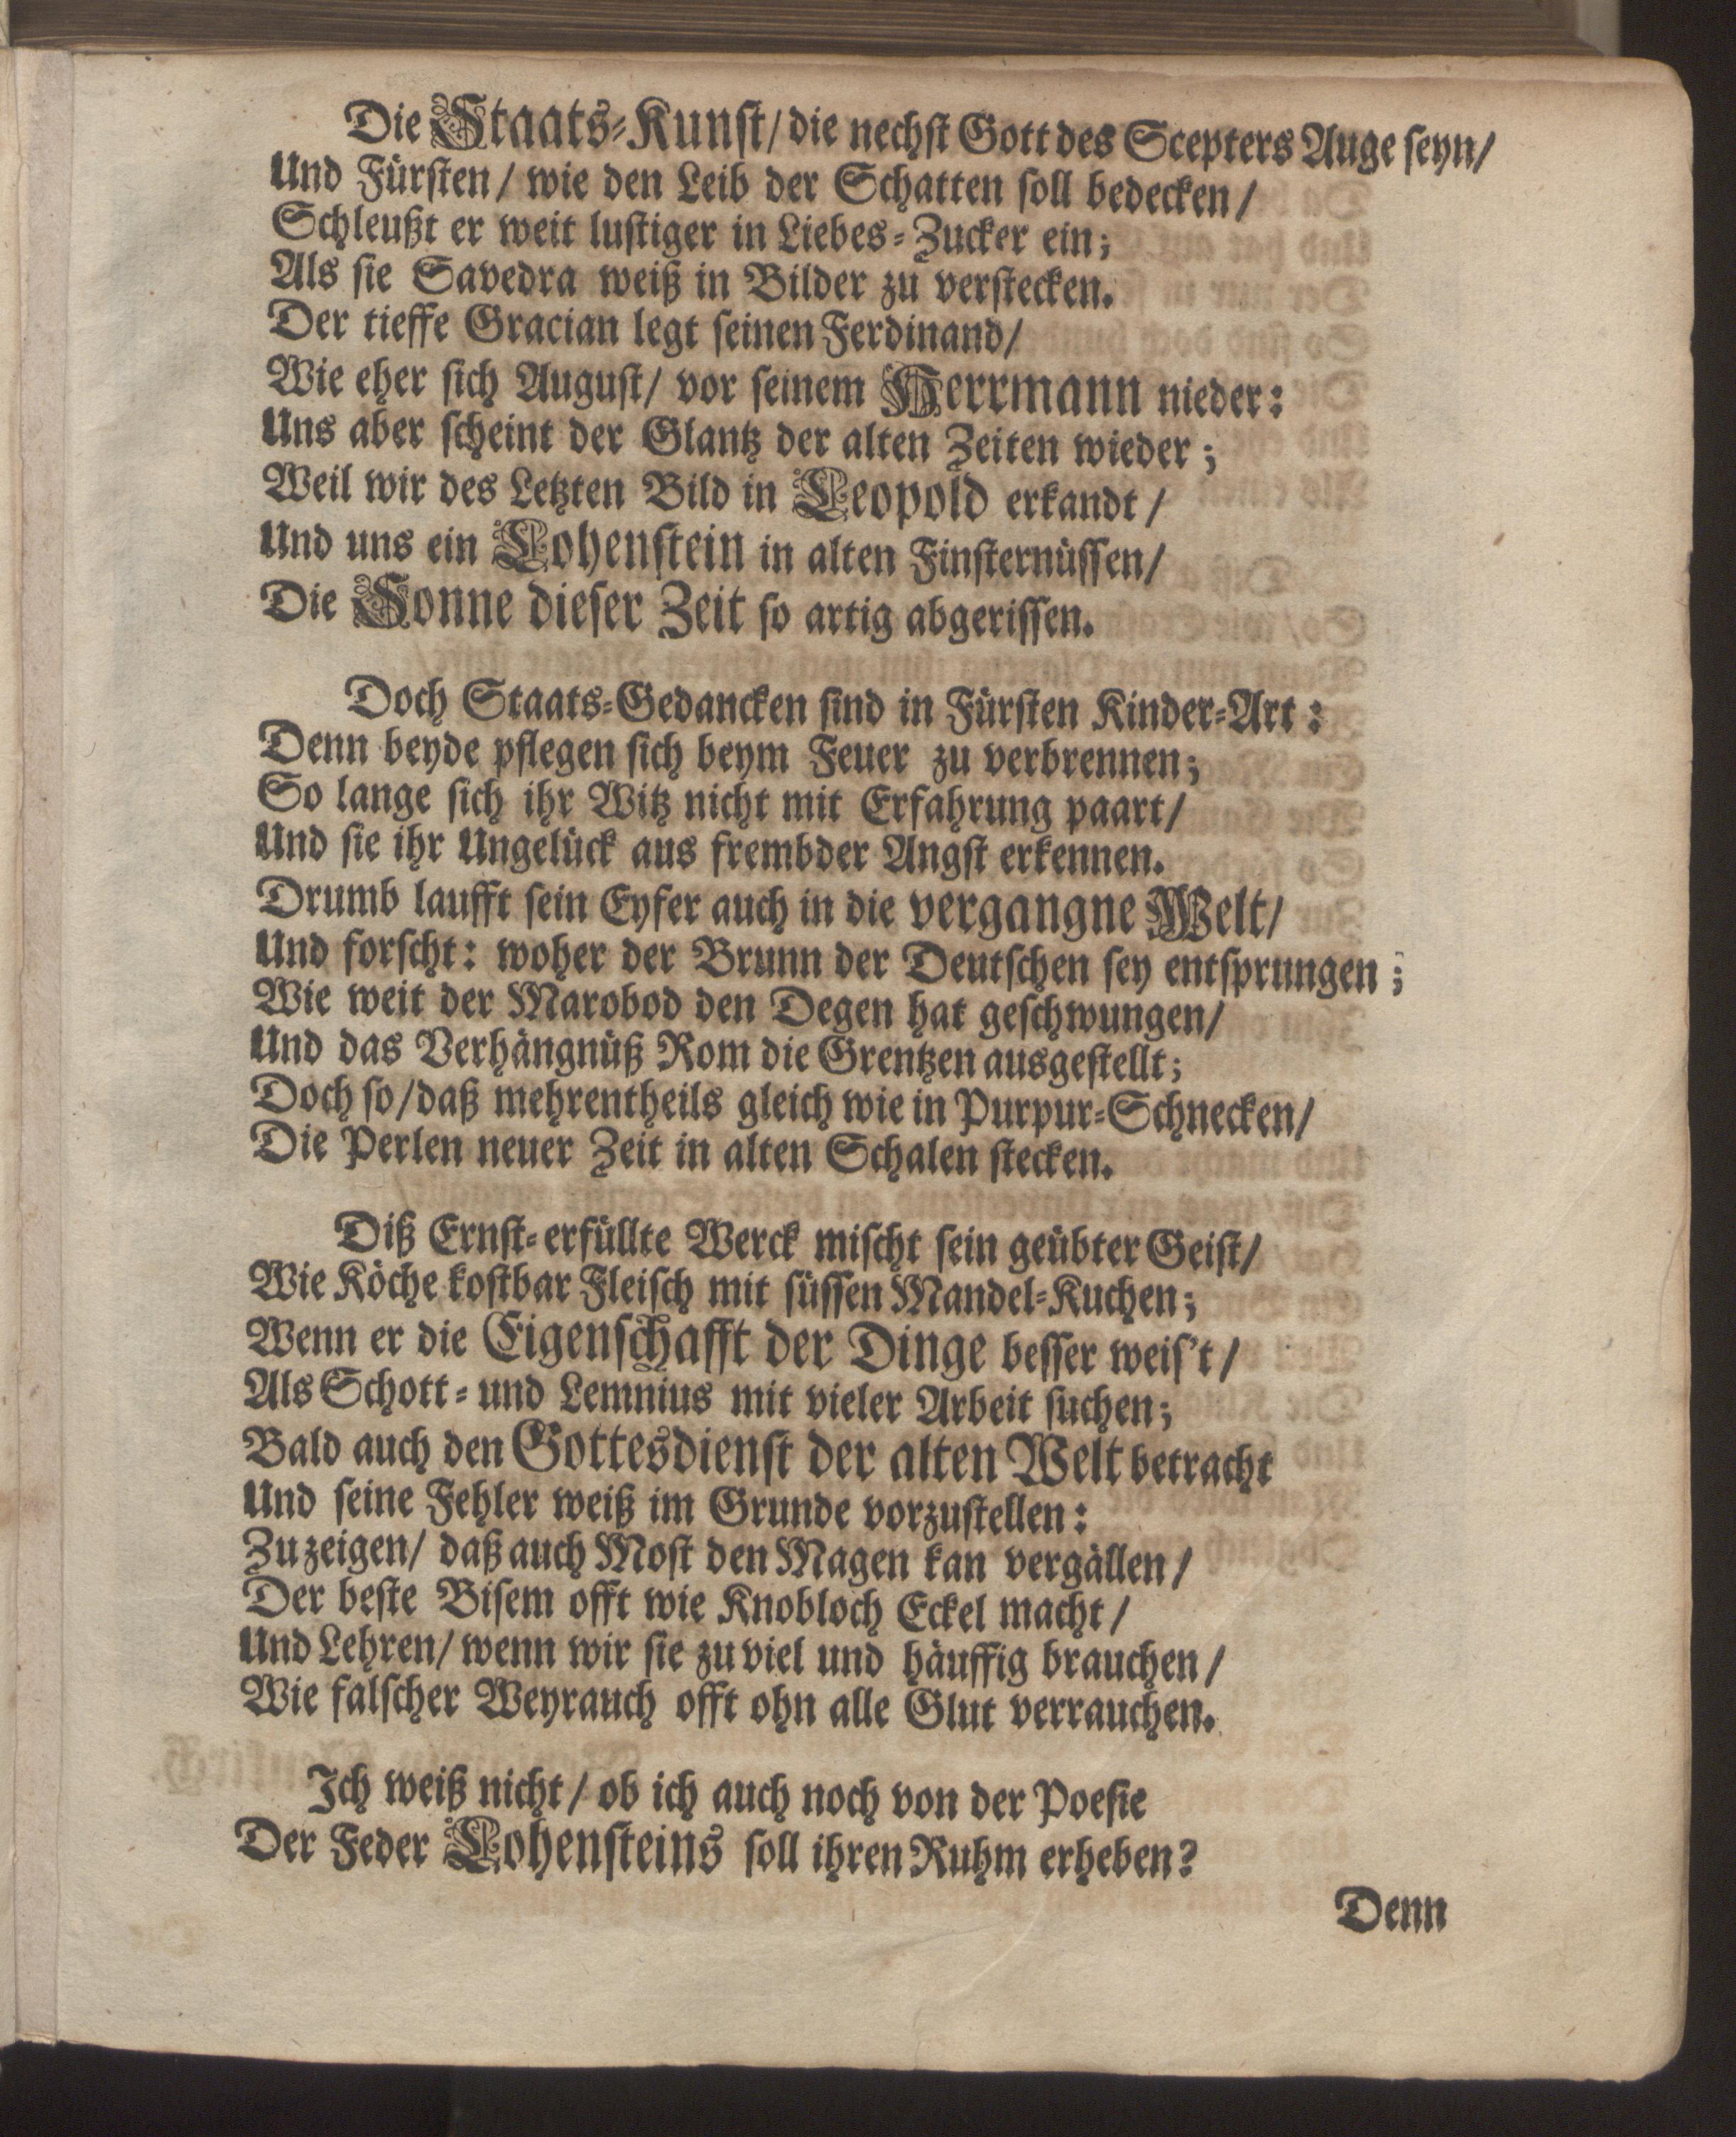 Die Staats-Kunst/ die nechst Gott des Scepters Auge seyn/
Und Fürsten/ wie den Leib der Schatten soll bedecken/
Schleußt er weit lustiger in Liebes-Zucker ein;
Als sie Savedra weiß in Bilder zu verstecken.
Der tieffe Gracian legt seinen Ferdinand/
Wie eher sich August/ vor seinem Herrmann nieder:
Uns aber scheint der Glantz der alten Zeiten wieder;
Weil wir des Letzten Bild in Leopold erkandt/
Und uns ein Lohenstein in alten Finsternüssen/
Die Sonne dieser Zeit so artig abgerissen.
Doch Staats-Gedancken sind in Fürsten Kinder-Art:
Denn beyde pflegen sich beym Feuer zu verbrennen;
So lange sich ihr Witz nicht mit Erfahrung paart/
Und sie ihr Ungelück aus frembder Angst erkennen.
Drumb laufft sein Eyfer auch in die vergangne Welt/
Und forscht: woher der Brunn der Deutschen sey entsprungen;
Wie weit der Marobod den Degen hat geschwungen/
Und das Verhängnüß Rom die Grentzen ausgestellt;
Doch so/ daß mehrentheils gleich wie in Purpur-Schnecken/
Die Perlen neuer Zeit in alten Schalen stecken.
Diß Ernst-erfüllte Werck mischt sein geübter Geist/
Wie Köche kostbar Fleisch mit süssen Mandel-Kuchen;
Wenn er die Eigenschafft der Dinge besser weis't/
Als Schott- und Lemnius mit vieler Arbeit suchen;
Bald auch den Gottesdienst der alten Welt betracht
Und seine Fehler weiß im Grunde vorzustellen:
Zu zeigen/ daß auch Most den Magen kan vergällen/
Der beste Bisem offt wie Knobloch Eckel macht/
Und Lehren/ wenn wir sie zu viel und häuffig brauchen/
Wie falscher Weyrauch offt ohn alle Glut verrauchen.
Ich weiß nicht/ ob ich auch noch von der Poesie
Der Feder Lohensteins soll ihren Ruhm erheben?
Denn